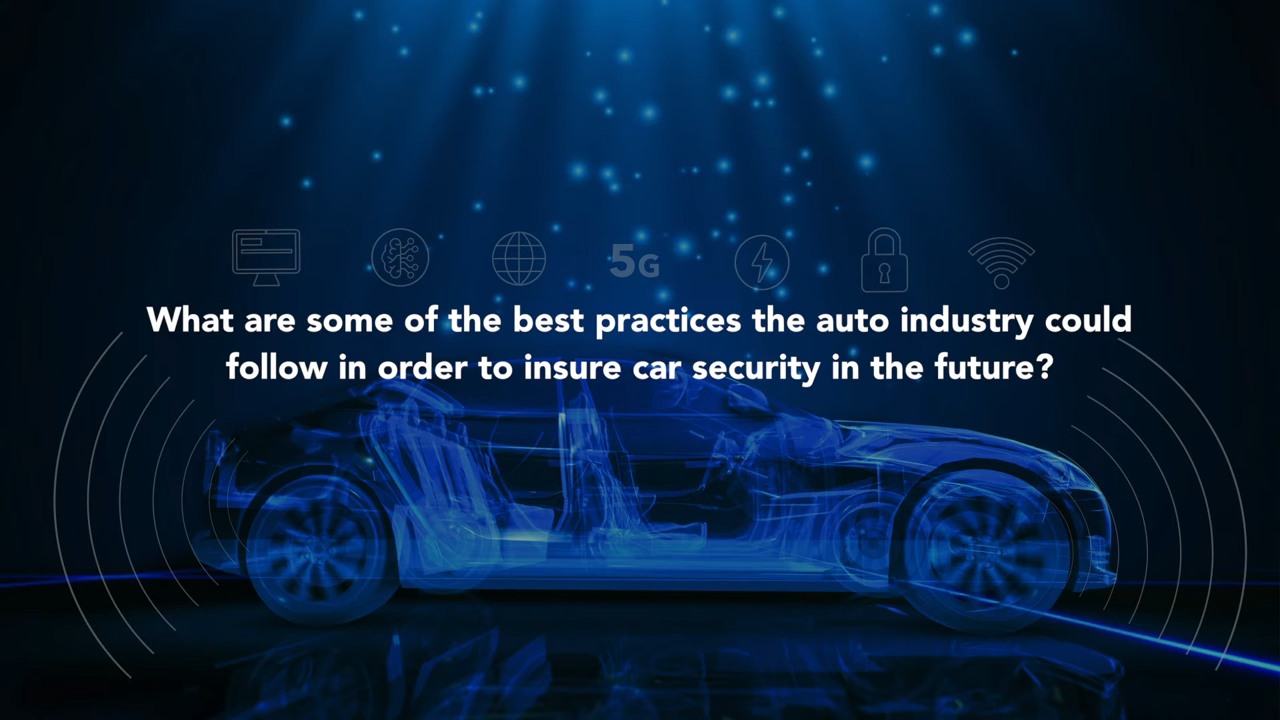 5G
What are some of the best practices the auto industry could
follow in order to insure car security in the future?